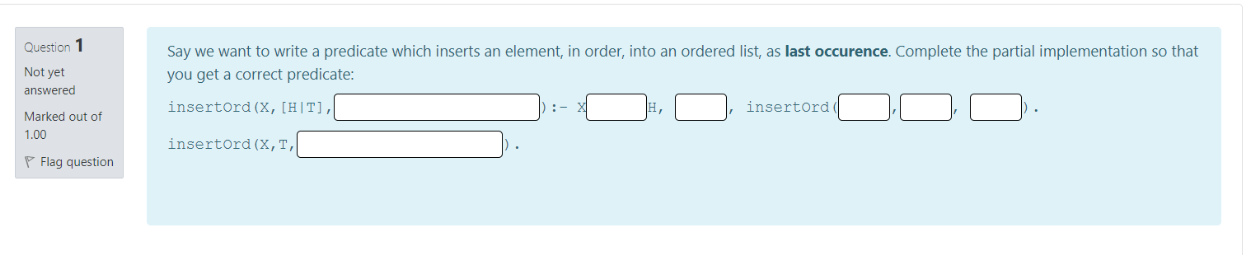 Question 1
Not yet
answered
Marked out of
1.00
Flag question
Say we want to write a predicate which inserts an element, in order, into an ordered list, as last occurence. Complete the partial implementation so that
you get a correct predicate:
insertOrd(X,[H|T], ):- X H, , insertOrd( , , ).
insertOrd(X,T, ).